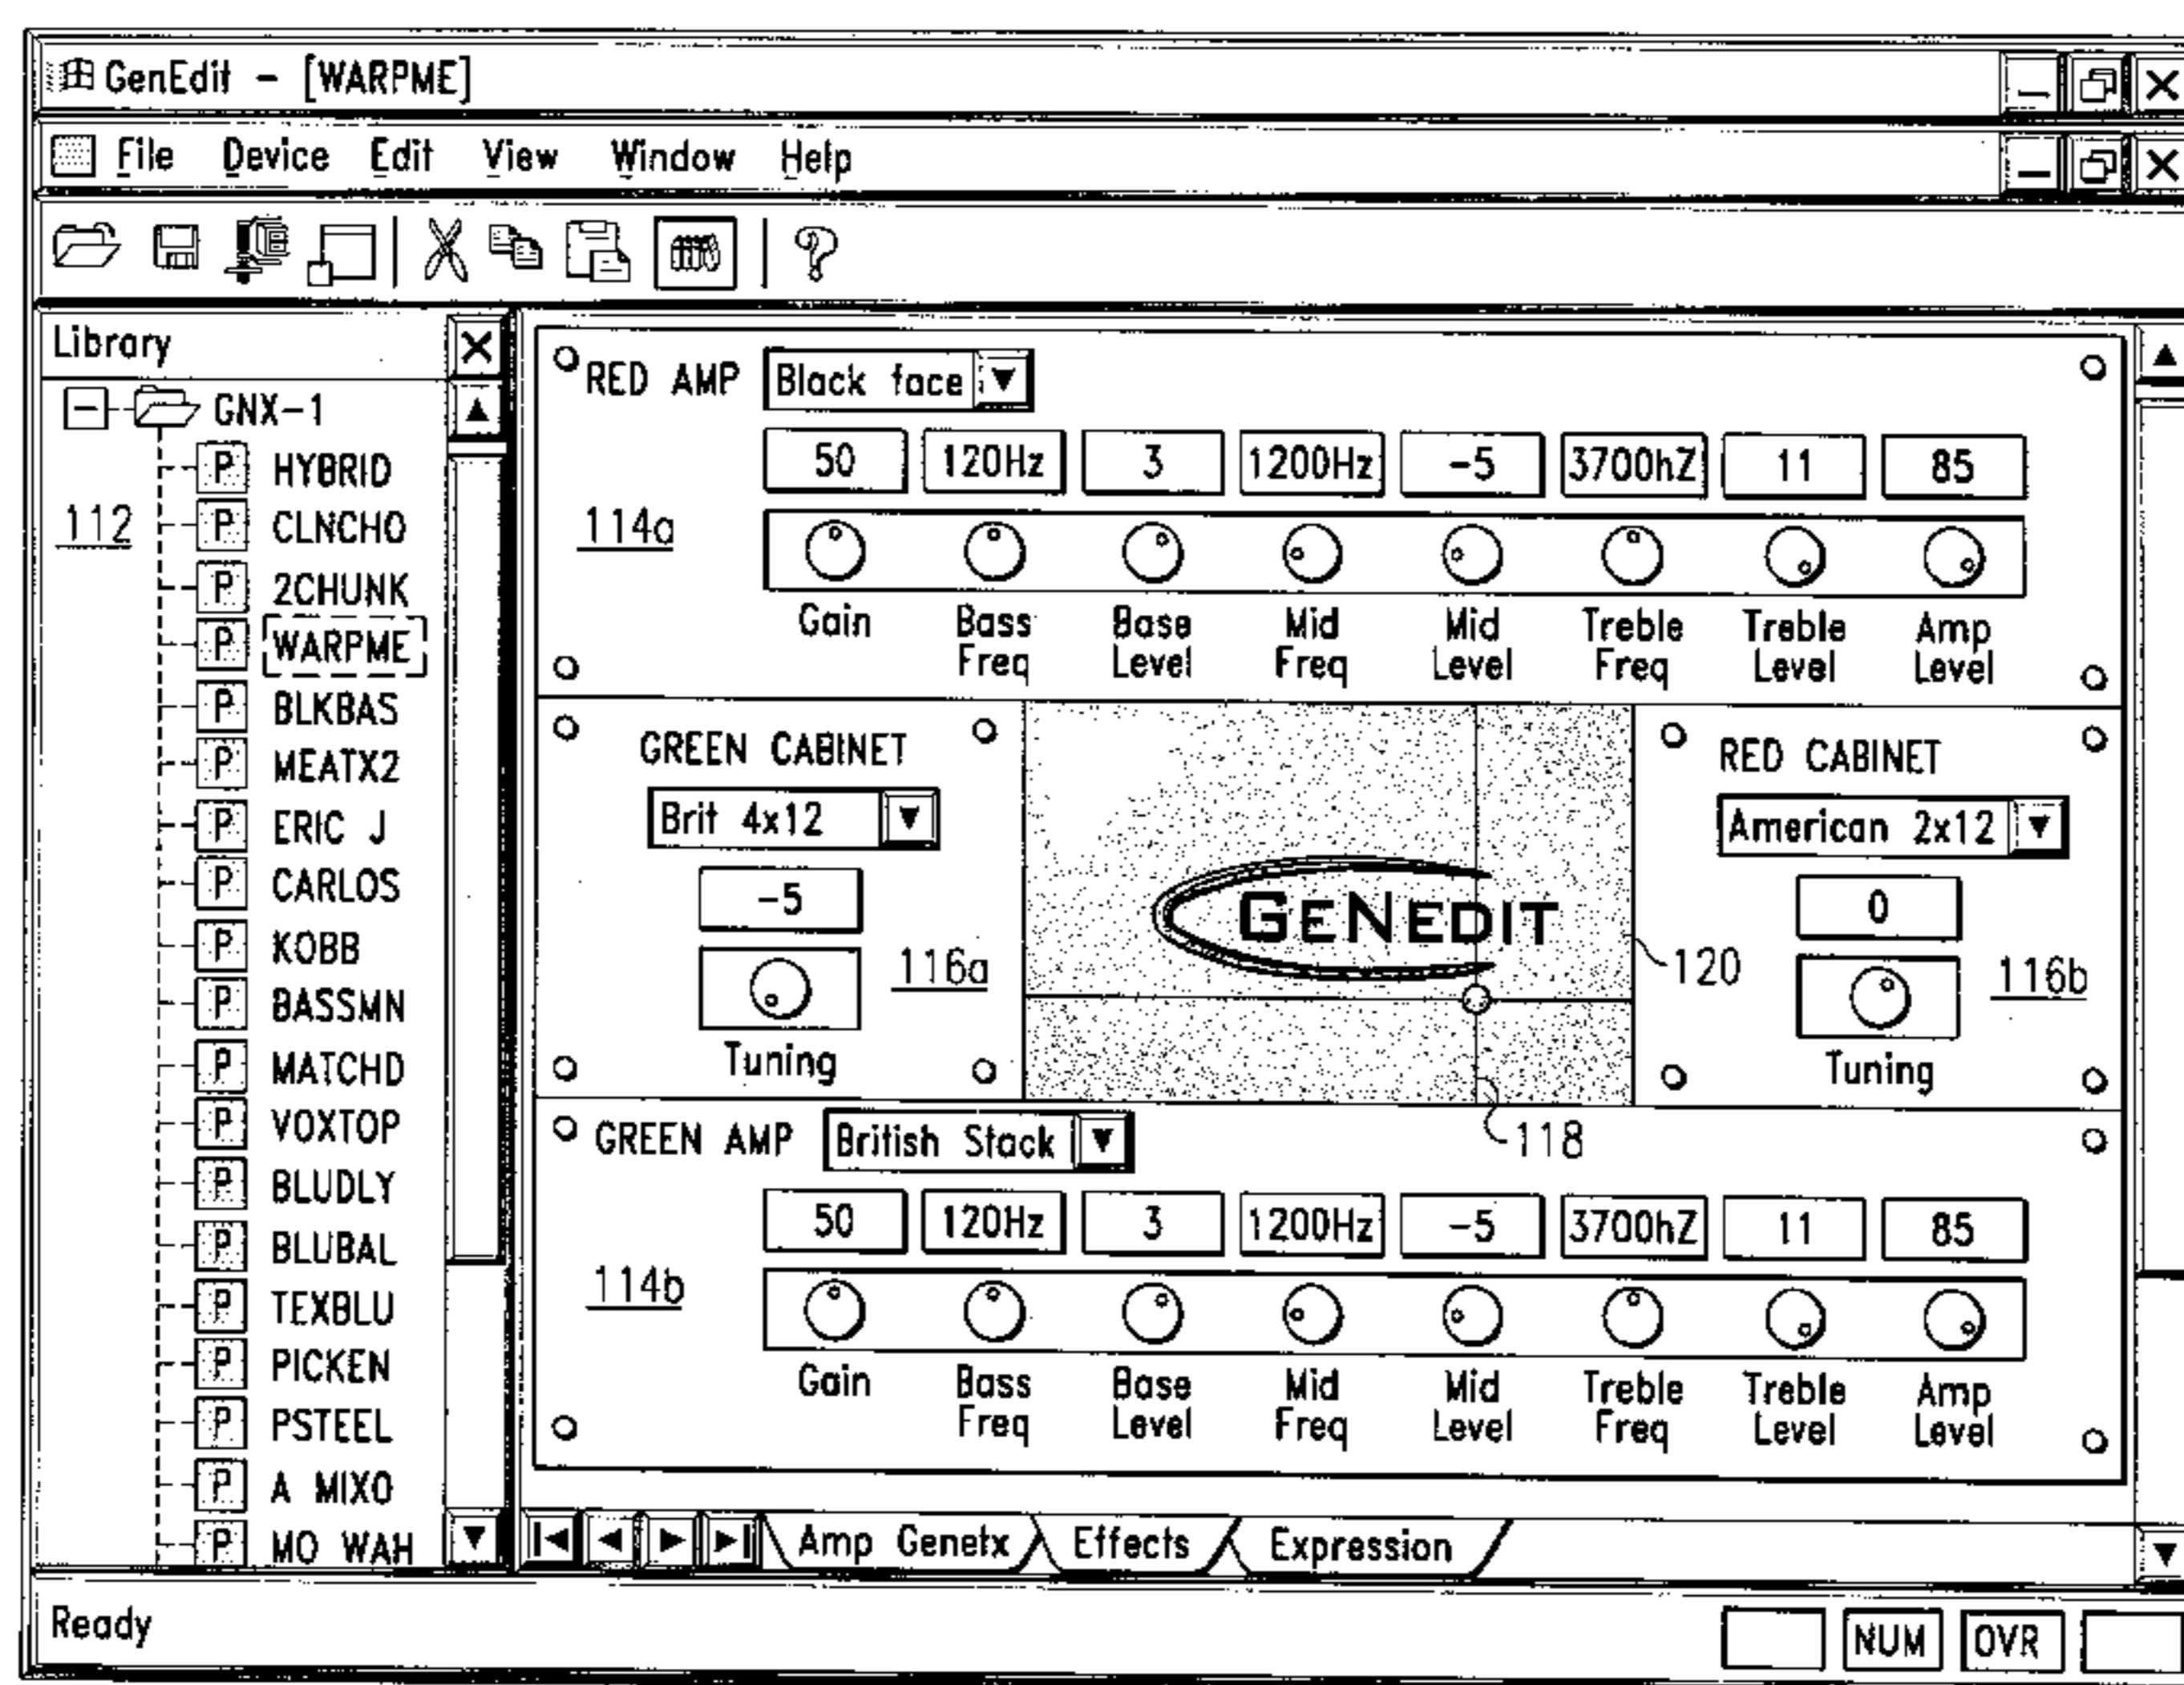 GenEdit - [WARPME]
File Device Edit View Window Help
Library
GNX-1
P HYBRID
112
P CLNCHO
P 2CHUNK
P WARPME
P BLKBAS
P MEATX2
P ERIC J
P CARLOS
P KOBB
P BASSMN
P MATCHD
P VOXTOP
P BLUDLY
P BLUBAL
P TEXBLU
P PICKEN
P PSTEEL
P A MIXO
P MO WAH
RED AMP Black face
50 120Hz 3 1200Hz -5 3700hZ 11 85
114a
Gain Bass Base Mid Mid Treble Treble Amp
Freq Level Freq Level Freq Level Level
GREEN CABINET
Brit 4x12
-5
116a
Tuning
GENEDIT
120
118
RED CABINET
American 2x12
0
116b
Tuning
GREEN AMP British Stack
50 120Hz 3 1200Hz -5 3700hZ 11 85
114b
Gain Bass Base Mid Mid Treble Treble Amp
Freq Level Freq Level Freq Level Level
Amp Genetx Effects Expression
Ready NUM OVR